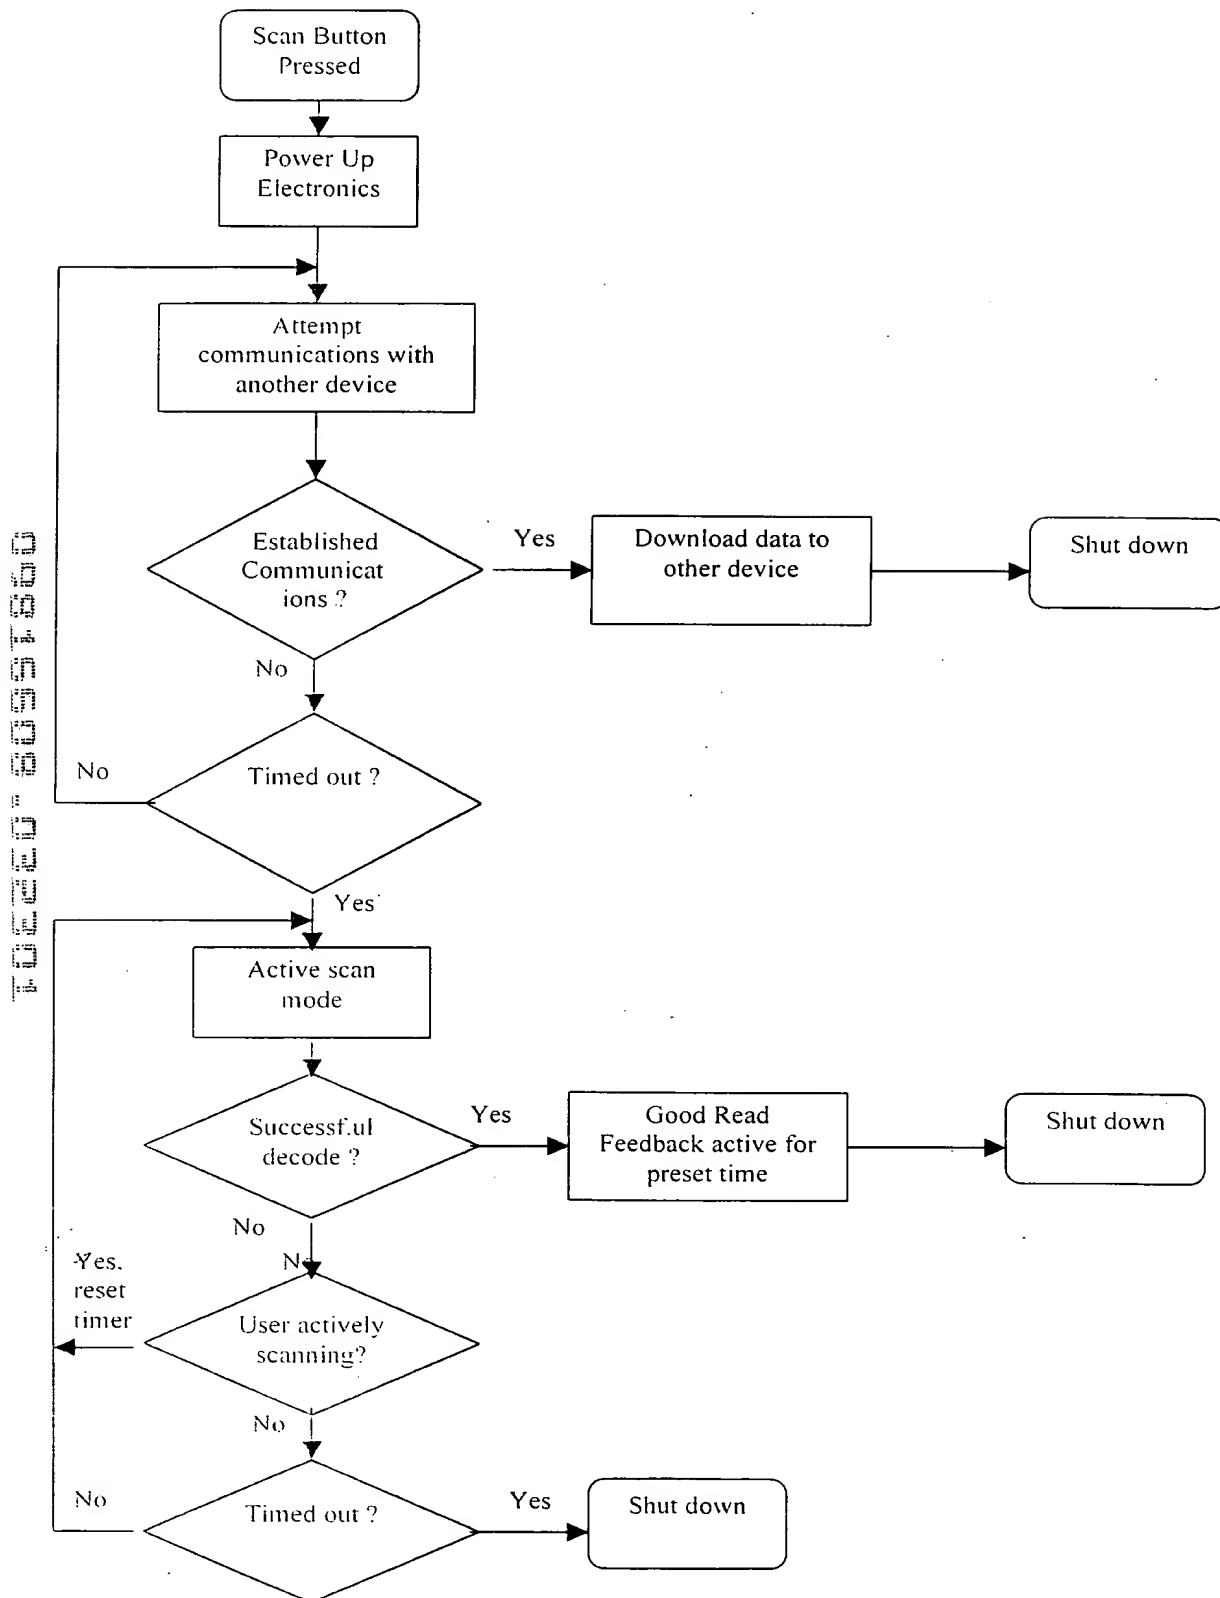 Scan Button
Pressed
Power Up
Electronics
Attempt
communications with
another device
Established
Communicat
ions ?
Yes
Download data to
other device
Shut down
No
Timed out ?
No
Yes
Active scan
mode
Successful
decode ?
Yes
Good Read
Feedback active for
preset time
Shut down
No
No
Yes,
reset
timer
User actively
scanning?
No
Timed out ?
No
Yes
Shut down